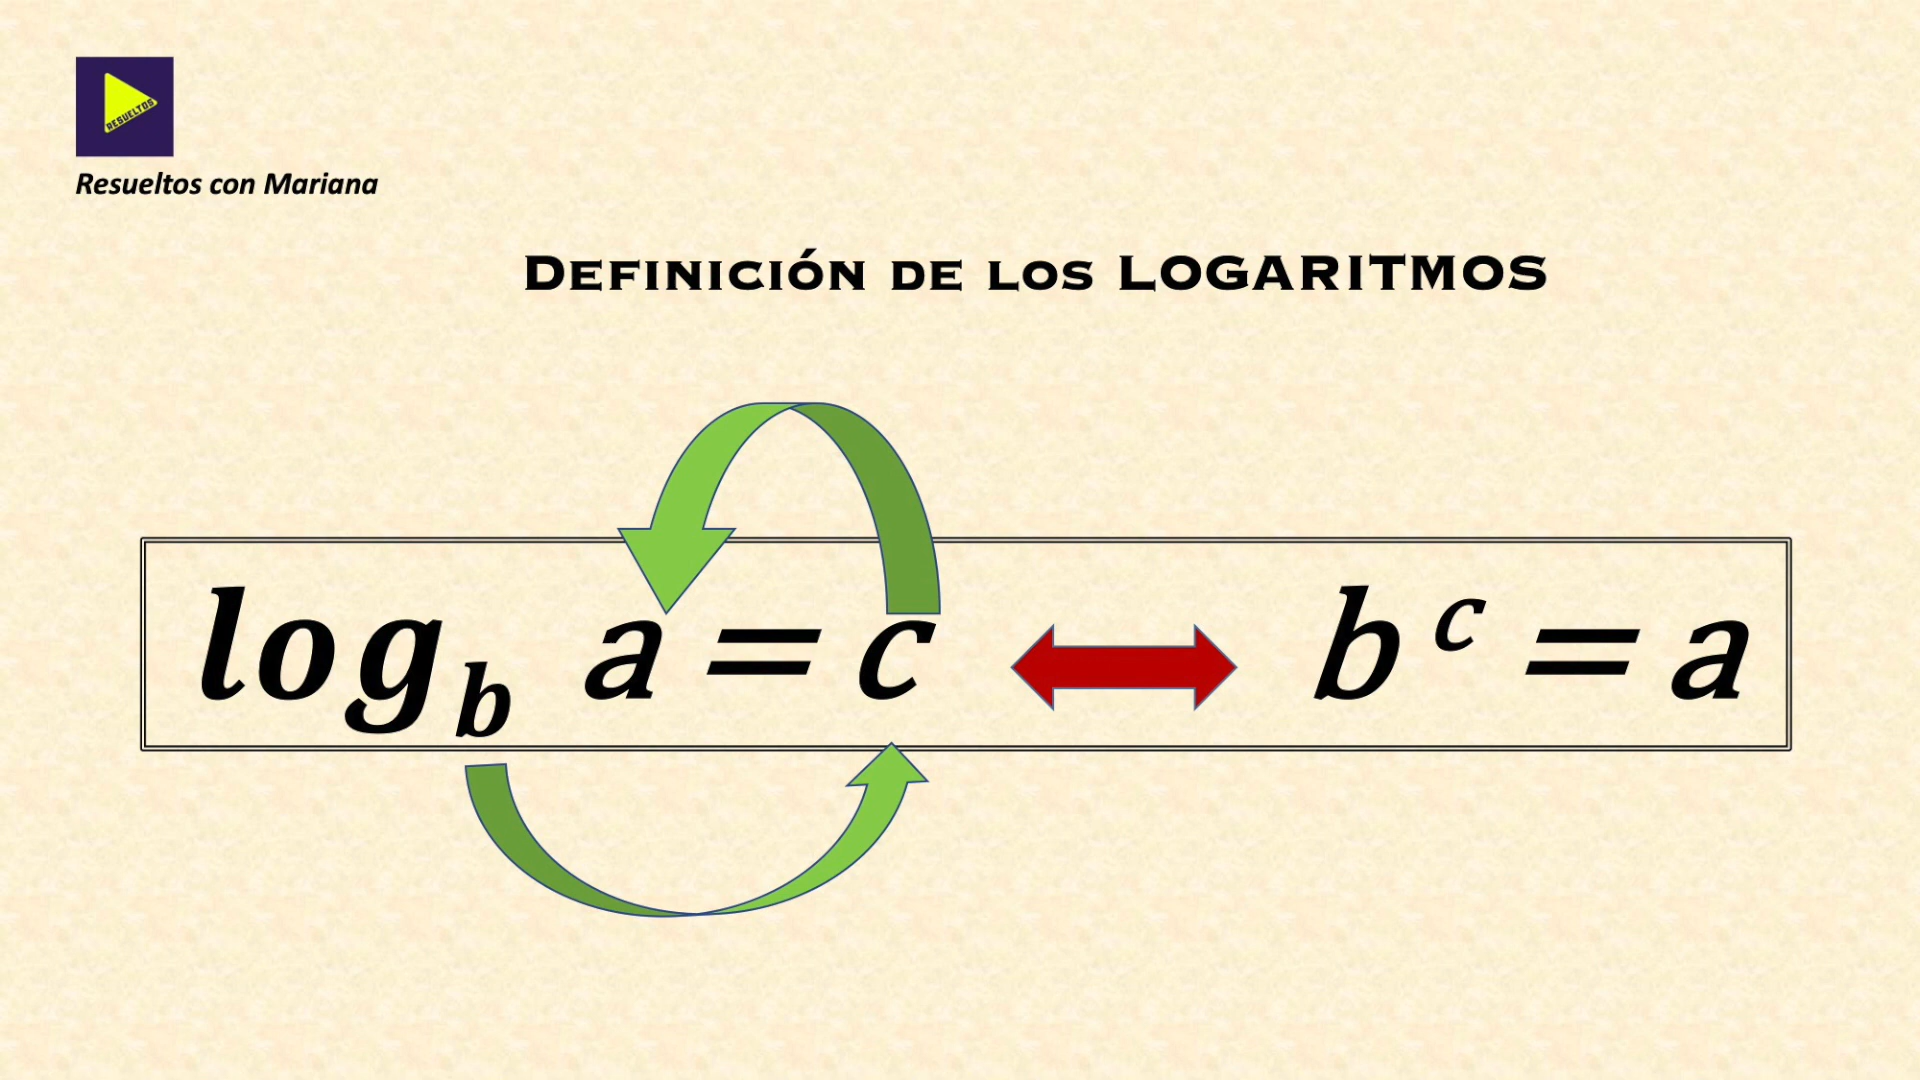 RESUELTOS
Resueltos con Mariana
Definición de los LOGARITMOS
log_b a = c ↔ b^c = a